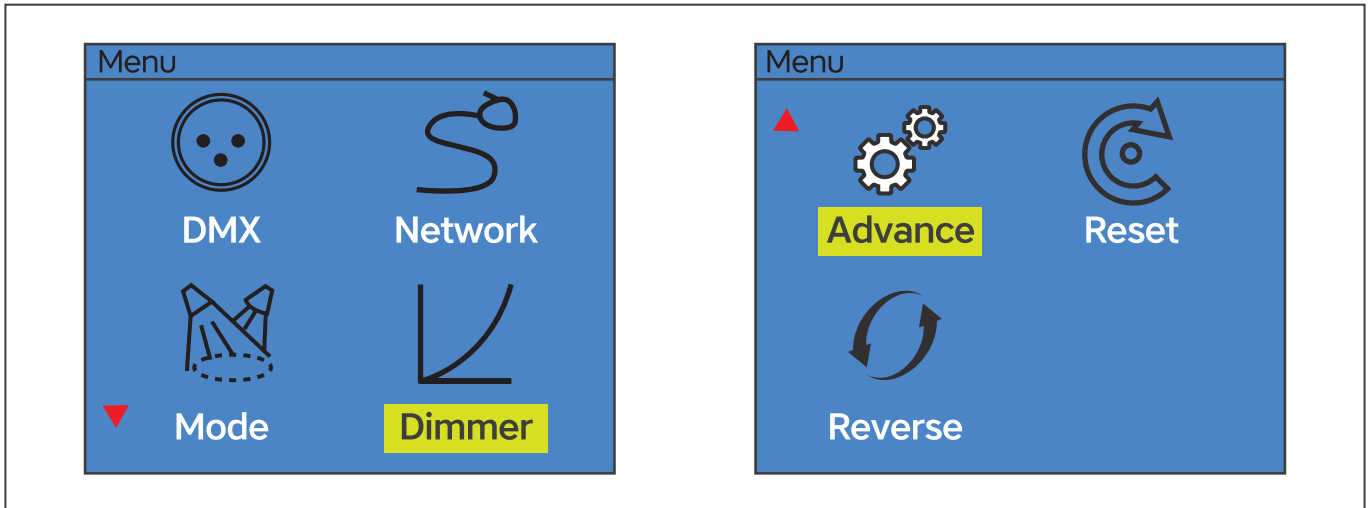 Menu
DMX
Network
Mode
Dimmer
Menu
Advance
Reset
Reverse